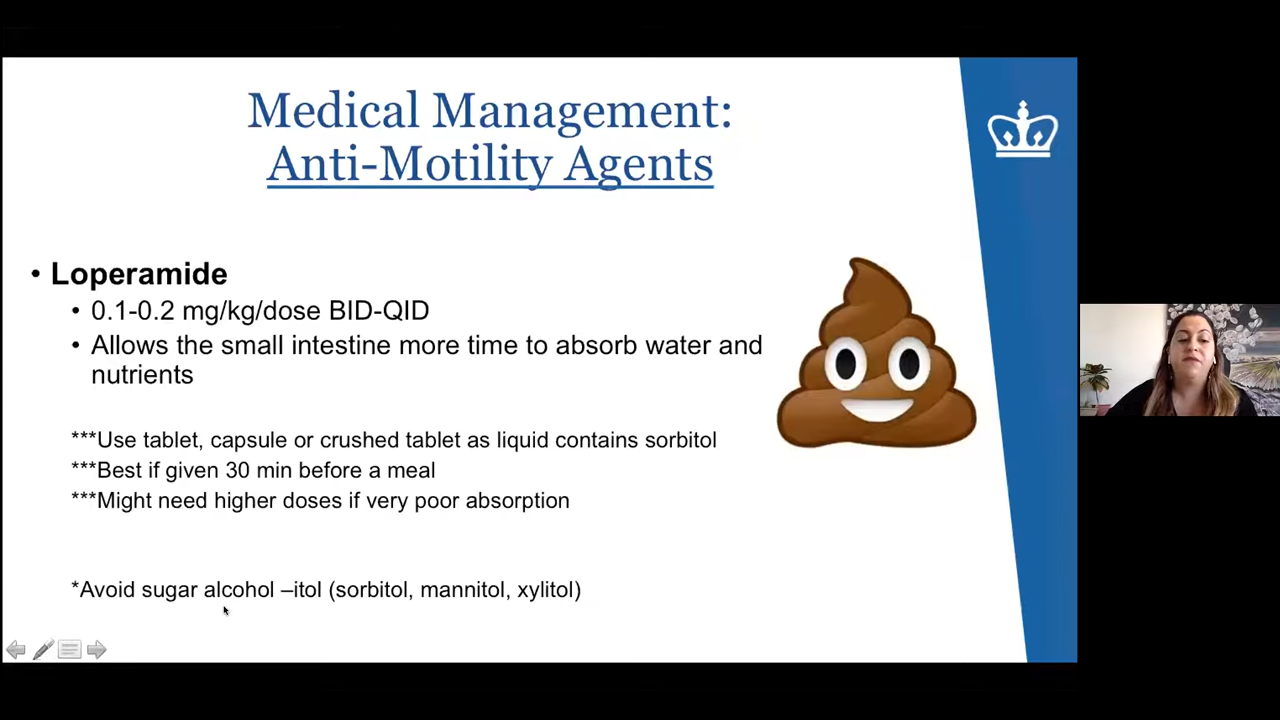 Medical Management:
Anti-Motility Agents
• Loperamide
• 0.1-0.2 mg/kg/dose BID-QID
• Allows the small intestine more time to absorb water and
nutrients
***Use tablet, capsule or crushed tablet as liquid contains sorbitol
***Best if given 30 min before a meal
***Might need higher doses if very poor absorption
*Avoid sugar alcohol –itol (sorbitol, mannitol, xylitol)